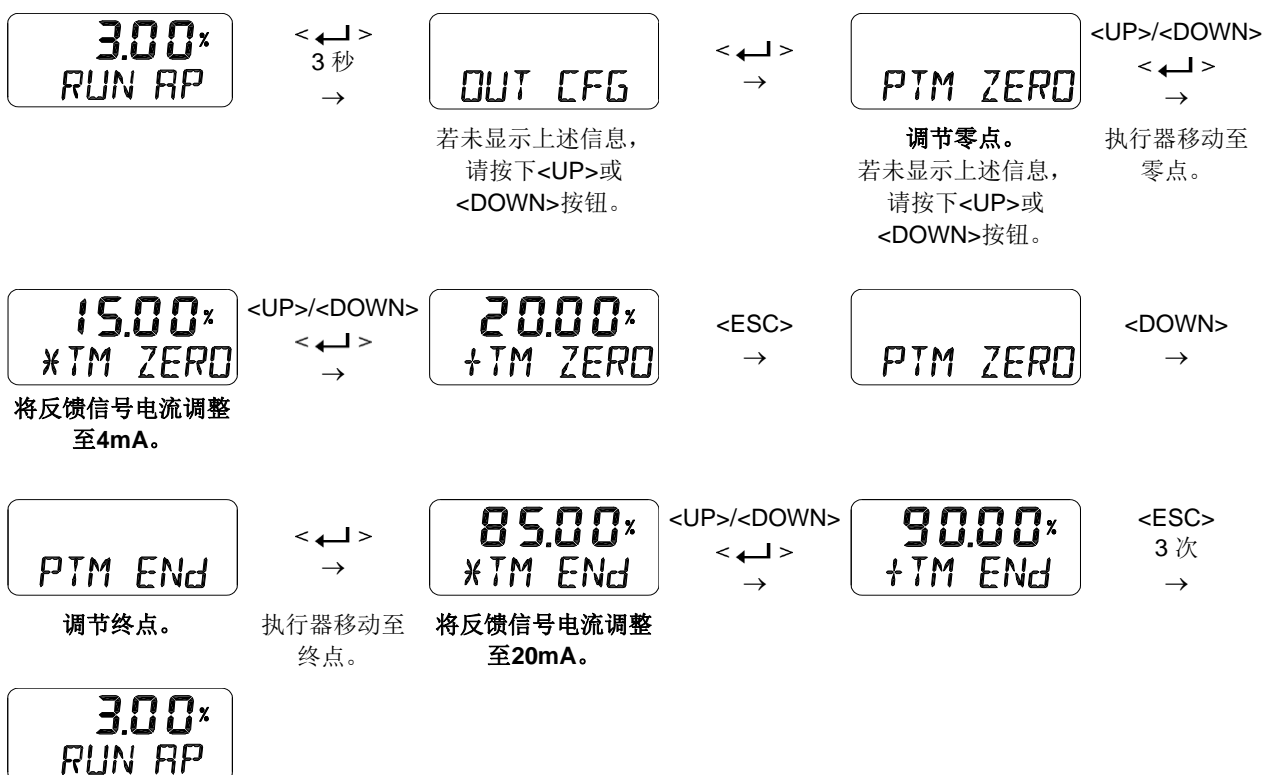 3.00%
RUN AP
< ↵ >
3 秒
→
OUT CFG
若未显示上述信息，
请按下<UP>或
<DOWN>按钮。
< ↵ >
→
PTM ZERO
调节零点。
若未显示上述信息，
请按下<UP>或
<DOWN>按钮。
<UP>/<DOWN>
< ↵ >
→
执行器移动至
零点。
15.00%
*TM ZERO
将反馈信号电流调整
至4mA。
<UP>/<DOWN>
< ↵ >
→
20.00%
+TM ZERO
<ESC>
→
PTM ZERO
<DOWN>
→
PTM ENd
调节终点。
< ↵ >
→
执行器移动至
终点。
85.00%
*TM ENd
将反馈信号电流调整
至20mA。
<UP>/<DOWN>
< ↵ >
→
90.00%
+TM ENd
<ESC>
3 次
→
3.00%
RUN AP